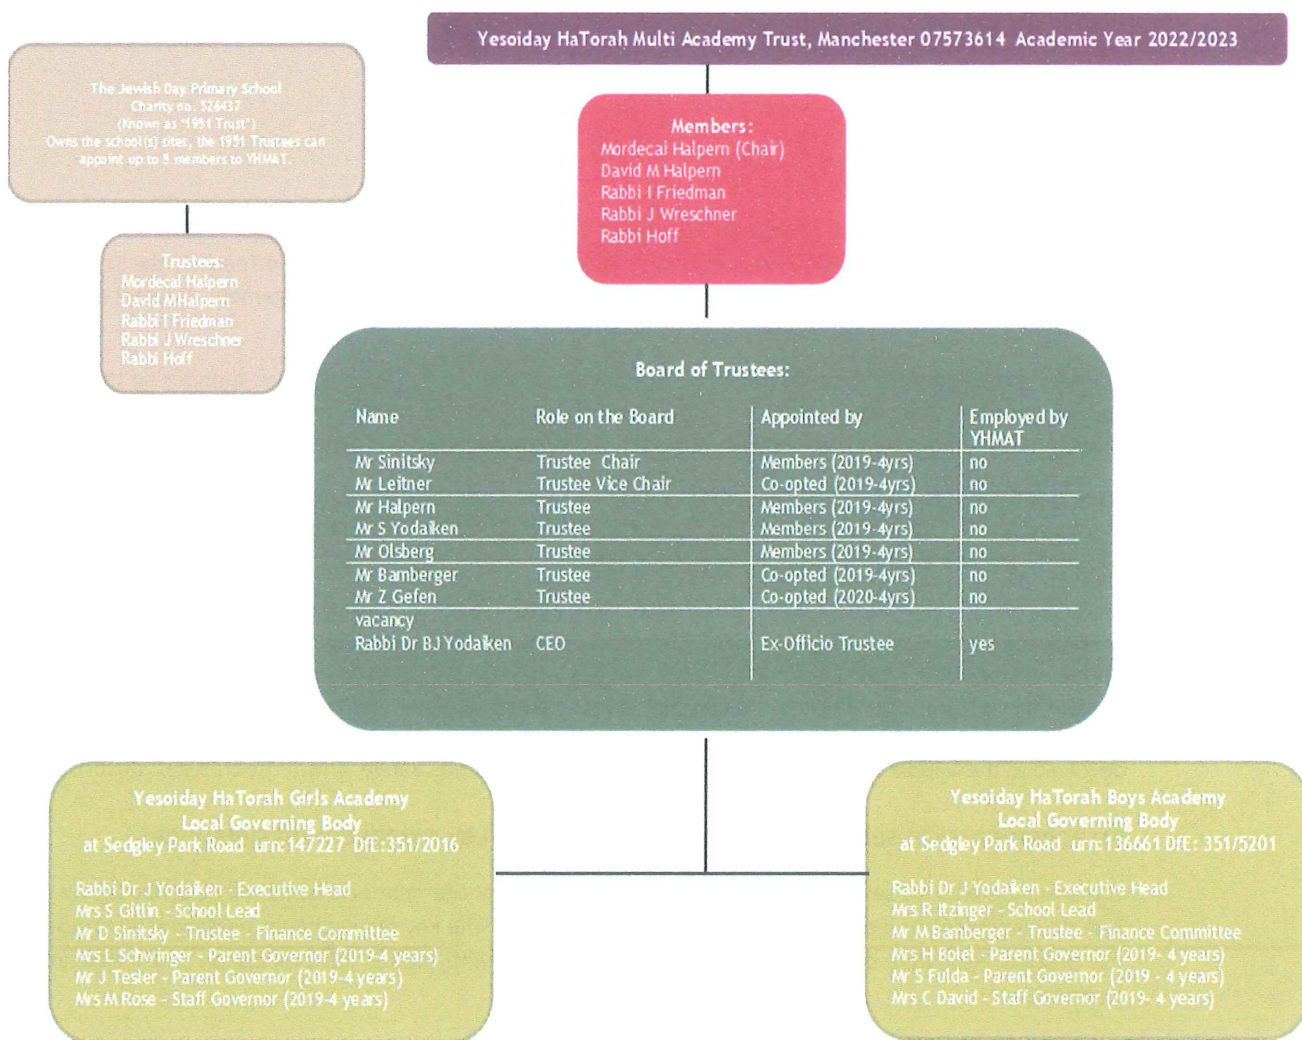 Yesoiday HaTorah Multi Academy Trust, Manchester 07573614 Academic Year 2022/2023
The Jewish Day Primary School
Charity no. 526437
(Known as "1951 Trust")
Owns the school(s) sites, the 1951 Trustees can
appoint up to 5 members to YHMAT.
Trustees:
Mordecai Halpern
David MHalpern
Rabbi I Friedman
Rabbi J Wreschner
Rabbi Hoff
Members:
Mordecai Halpern (Chair)
David M Halpern
Rabbi I Friedman
Rabbi J Wreschner
Rabbi Hoff
Board of Trustees:
Name Role on the Board Appointed by Employed by
YHMAT
Mr Sinitsky Trustee Chair Members (2019-4yrs) no
Mr Leitner Trustee Vice Chair Co-opted (2019-4yrs) no
Mr Halpern Trustee Members (2019-4yrs) no
Mr S Yodaiken Trustee Members (2019-4yrs) no
Mr Olsberg Trustee Members (2019-4yrs) no
Mr Bamberger Trustee Co-opted (2019-4yrs) no
Mr Z Gefen Trustee Co-opted (2020-4yrs) no
vacancy
Rabbi Dr BJ Yodaiken CEO Ex-Officio Trustee yes
Yesoiday HaTorah Girls Academy
Local Governing Body
at Sedgley Park Road urn:147227 DfE:351/2016
Rabbi Dr J Yodaiken - Executive Head
Mrs S Gittin - School Lead
Mr D Sinitsky - Trustee - Finance Committee
Mrs L Schwinger - Parent Governor (2019-4 years)
Mr J Tesler - Parent Governor (2019-4 years)
Mrs M Rose - Staff Governor (2019-4 years)
Yesoiday HaTorah Boys Academy
Local Governing Body
at Sedgley Park Road urn:136661 DfE: 351/5201
Rabbi Dr J Yodaiken - Executive Head
Mrs R Itzinger - School Lead
Mr M Bamberger - Trustee - Finance Committee
Mrs H Bolel - Parent Governor (2019- 4 years)
Mr S Fulda - Parent Governor (2019 - 4 years)
Mrs C David - Staff Governor (2019- 4 years)